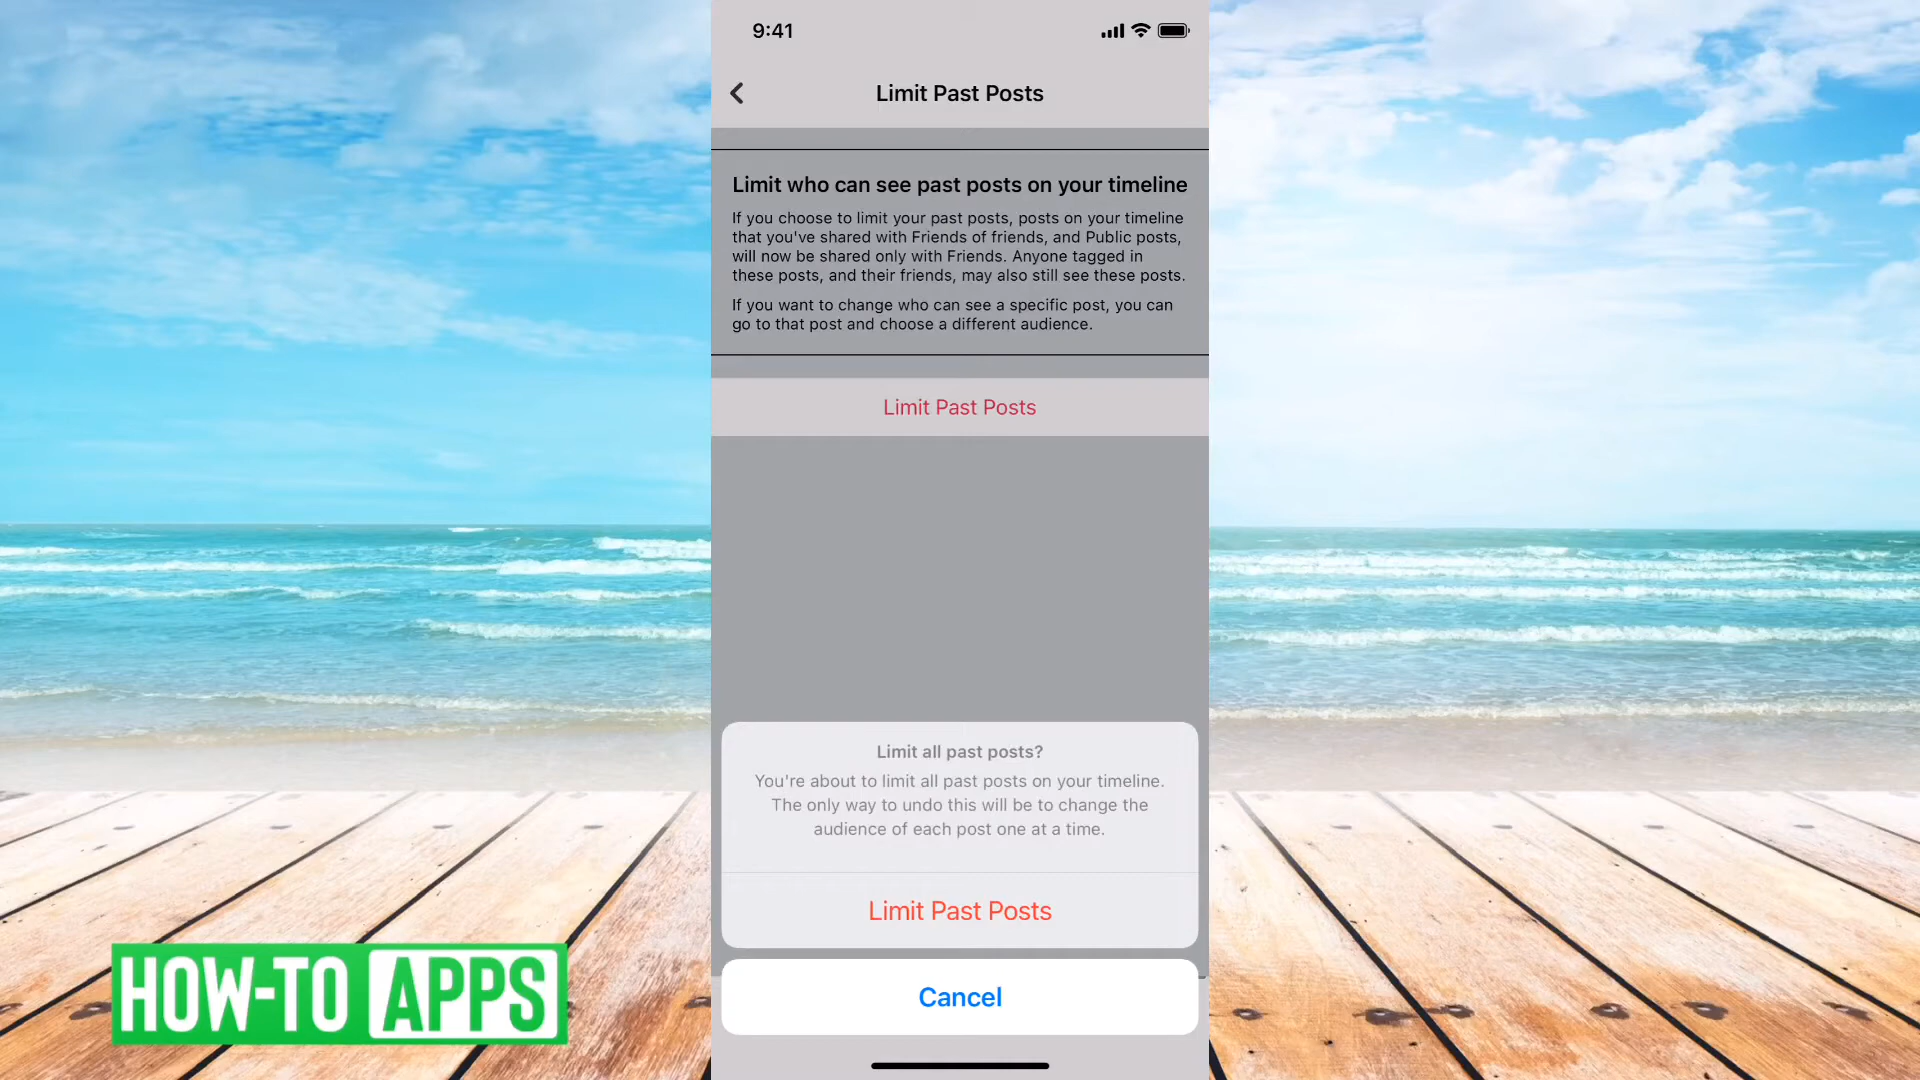 9:41
Limit Past Posts
Limit who can see past posts on your timeline
If you choose to limit your past posts, posts on your timeline
that you've shared with Friends of friends, and Public posts,
will now be shared only with Friends. Anyone tagged in
these posts, and their friends, may also still see these posts.
If you want to change who can see a specific post, you can
go to that post and choose a different audience.
Limit Past Posts
Limit all past posts?
You're about to limit all past posts on your timeline.
The only way to undo this will be to change the
audience of each post one at a time.
Limit Past Posts
Cancel
HOW-TO APPS